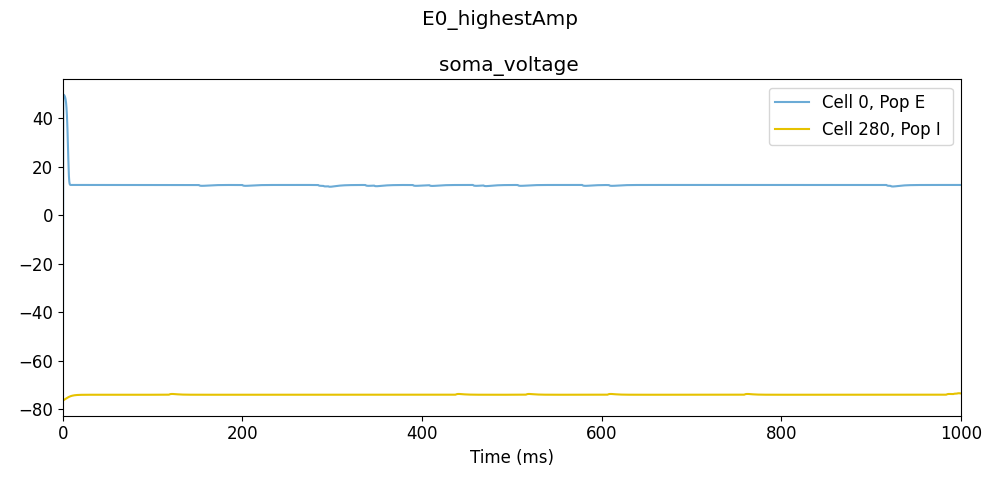 E0_highestAmp
soma_voltage
Cell 0, Pop E
Cell 280, Pop I
40
20
0
−20
−40
−60
−80
0 200 400 600 800 1000
Time (ms)